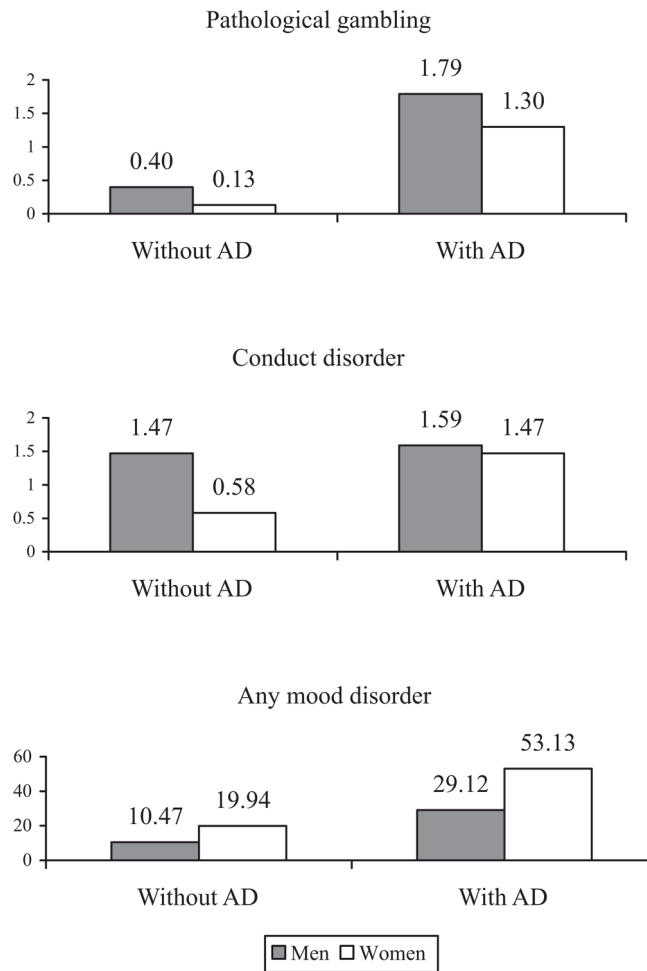 Pathological gambling
2
1.5
1
0.5
0
0.40
0.13
1.79
1.30
Without AD
With AD
Conduct disorder
2
1.5
1
0.5
0
1.47
0.58
1.59
1.47
Without AD
With AD
Any mood disorder
60
40
20
0
10.47
19.94
29.12
53.13
Without AD
With AD
Men
Women